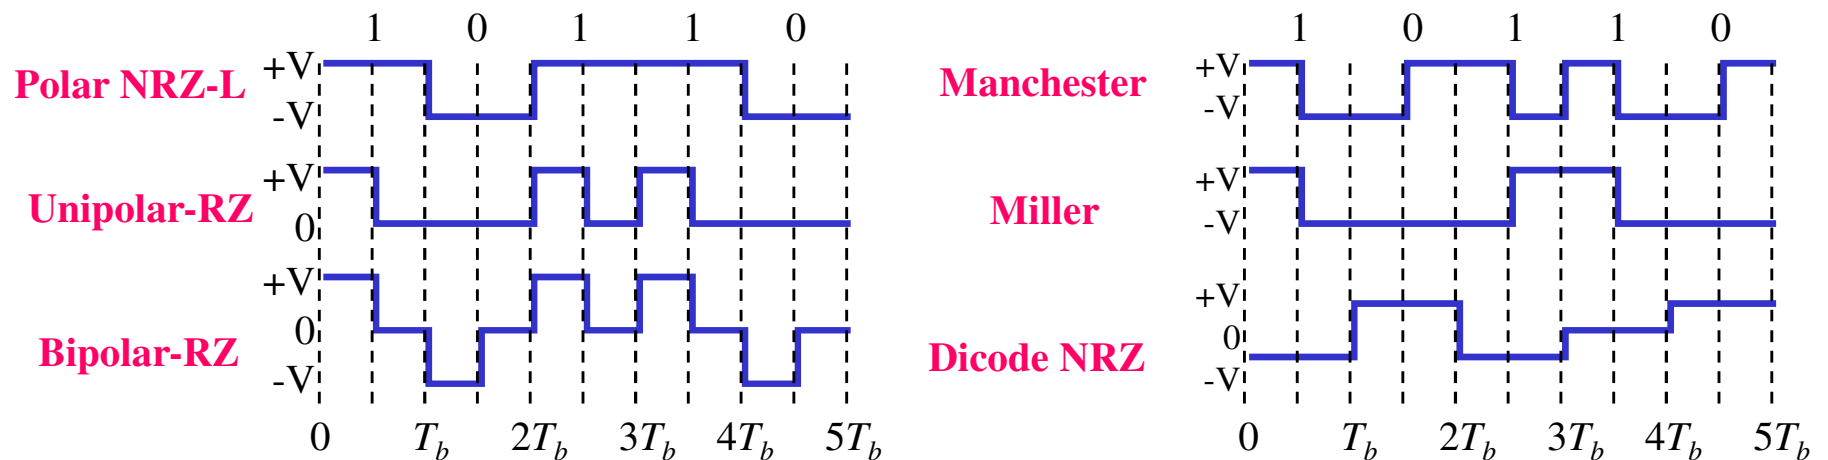 1 0 1 1 0
Polar NRZ-L
+V
-V
Unipolar-RZ
+V
0
Bipolar-RZ
+V
0
-V
0 T_b 2T_b 3T_b 4T_b 5T_b
1 0 1 1 0
Manchester
+V
-V
Miller
+V
-V
Dicode NRZ
+V
0
-V
0 T_b 2T_b 3T_b 4T_b 5T_b